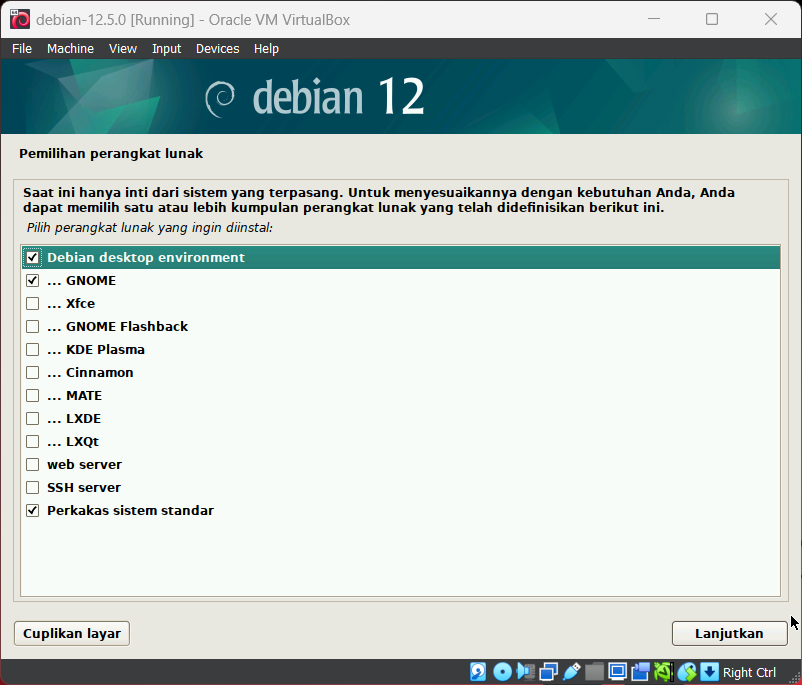 debian-12.5.0 [Running] - Oracle VM VirtualBox
File Machine View Input Devices Help
debian 12
Pemilihan perangkat lunak
Saat ini hanya inti dari sistem yang terpasang. Untuk menyesuaikannya dengan kebutuhan Anda, Anda
dapat memilih satu atau lebih kumpulan perangkat lunak yang telah didefinisikan berikut ini.
Pilih perangkat lunak yang ingin diinstal:
Debian desktop environment
... GNOME
... Xfce
... GNOME Flashback
... KDE Plasma
... Cinnamon
... MATE
... LXDE
... LXQt
web server
SSH server
Perkakas sistem standar
Cuplikan layar
Lanjutkan
Right Ctrl